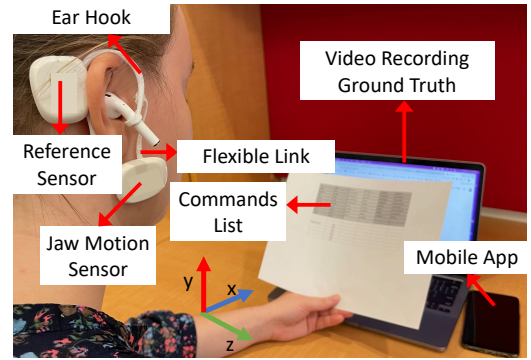 Ear Hook
Video Recording
Ground Truth
Reference
Sensor
Flexible Link
Commands
List
Jaw Motion
Sensor
Mobile App
y
x
z